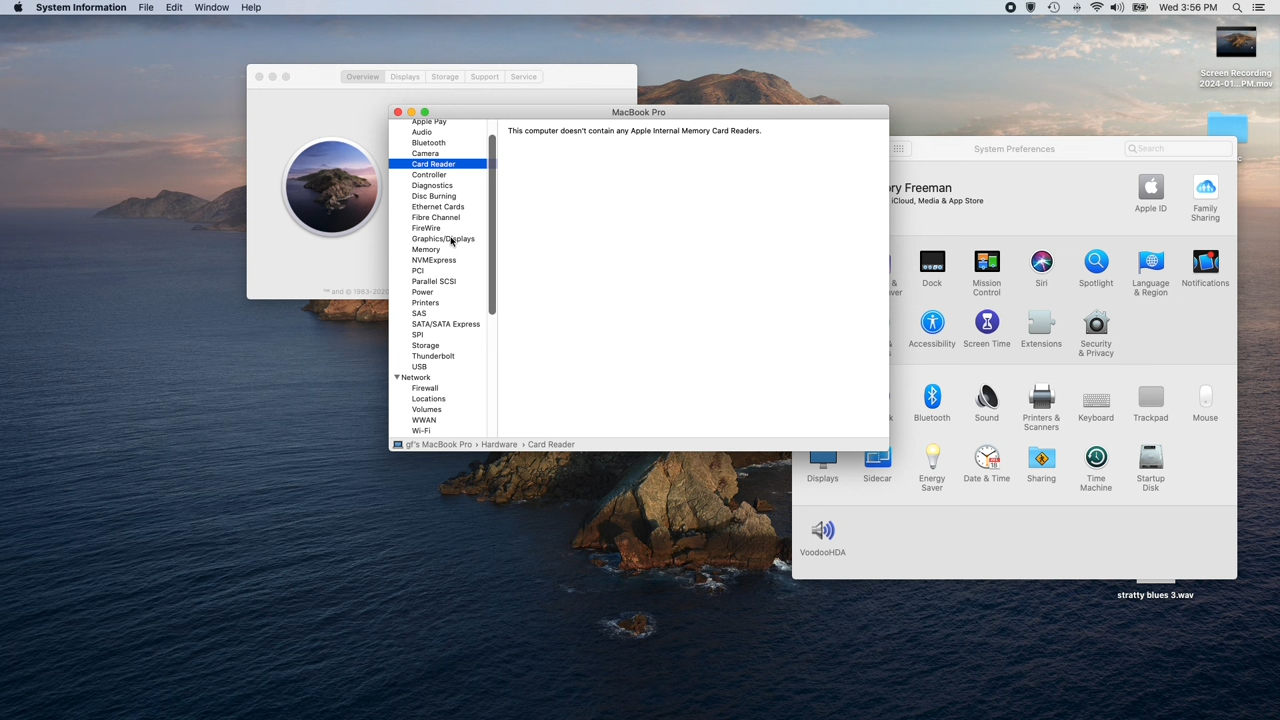 System Information File Edit Window Help
Wed 3:56 PM
Screen Recording
2024-01...PM.mov
Overview Displays Storage Support Service
™ and © 1983-202
MacBook Pro
Apple Pay
Audio
Bluetooth
Camera
Card Reader
Controller
Diagnostics
Disc Burning
Ethernet Cards
Fibre Channel
FireWire
Graphics/Displays
Memory
NVMExpress
PCI
Parallel SCSI
Power
Printers
SAS
SATA/SATA Express
SPI
Storage
Thunderbolt
USB
Network
Firewall
Locations
Volumes
WWAN
Wi-Fi
This computer doesn't contain any Apple Internal Memory Card Readers.
gf's MacBook Pro › Hardware › Card Reader
System Preferences
Search
ory Freeman
iCloud, Media & App Store
Apple ID
Family
Sharing
&
ver
Dock
Mission
Control
Siri
Spotlight
Language
& Region
Notifications
&
Accessibility
Screen Time
Extensions
Security
& Privacy
k
Bluetooth
Sound
Printers &
Scanners
Keyboard
Trackpad
Mouse
Displays
Sidecar
Energy
Saver
Date & Time
Sharing
Time
Machine
Startup
Disk
VoodooHDA
stratty blues 3.wav